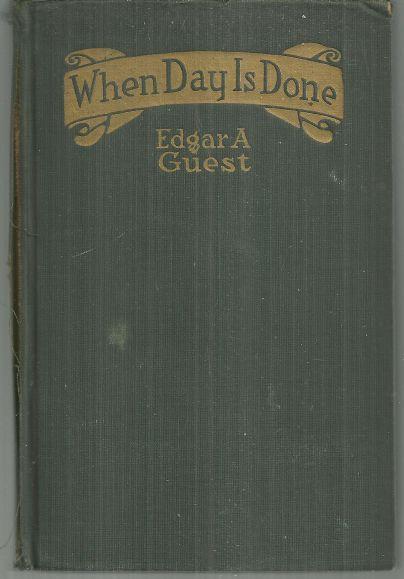 When Day Is Done
Edgar A
Guest